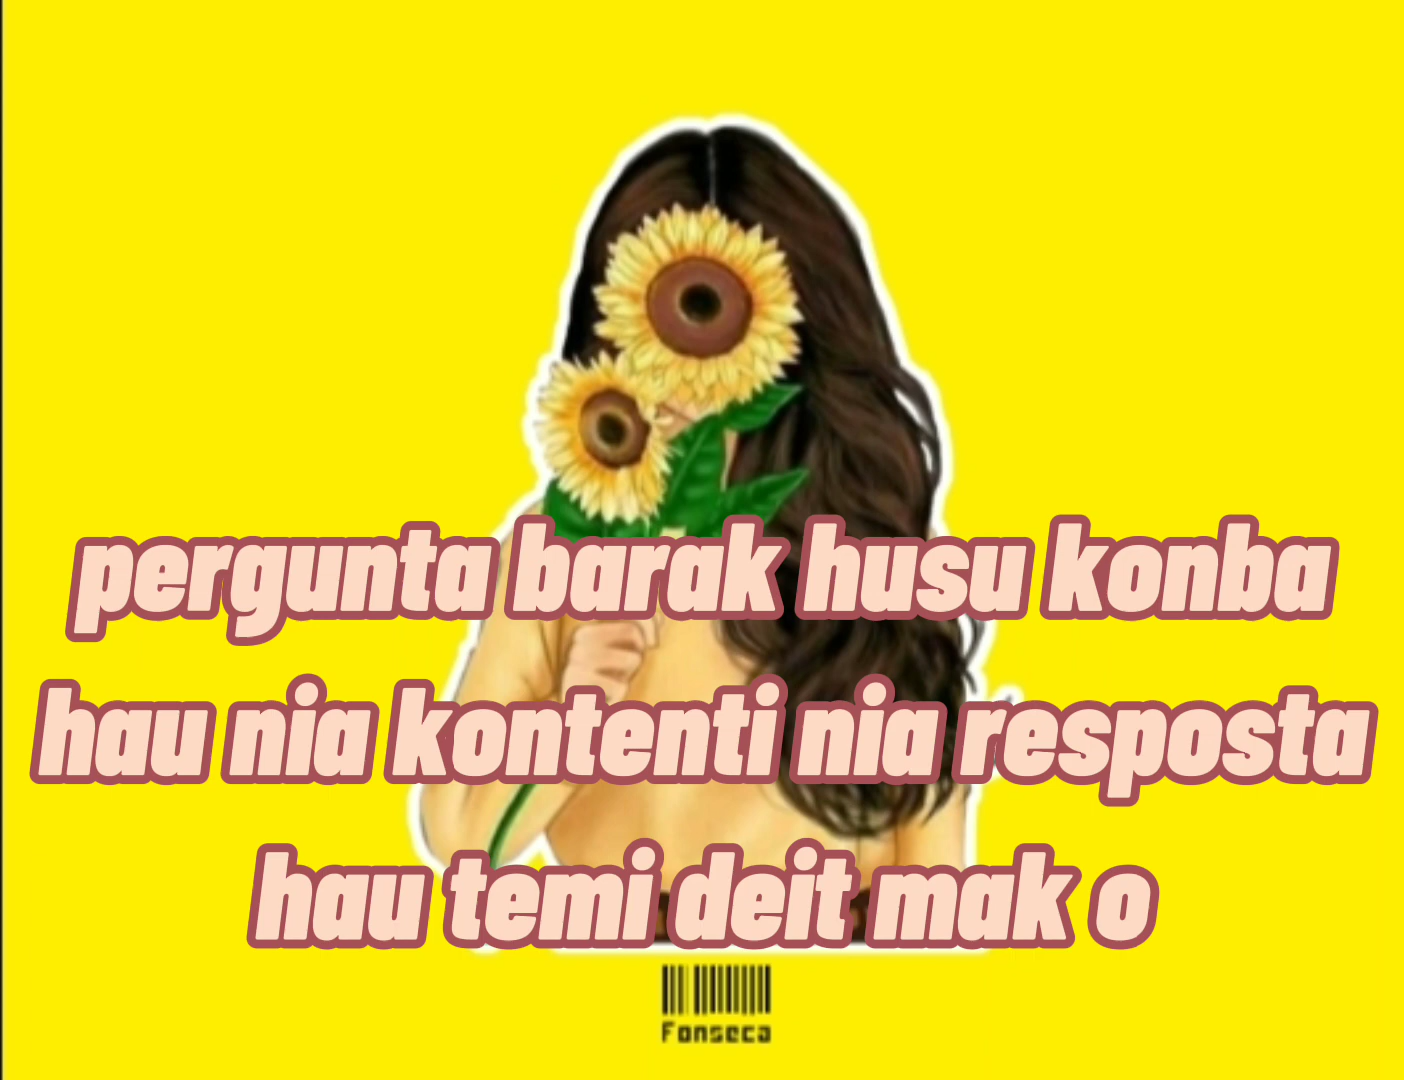 pergunta barak husu konba
hau nia kontenti nia resposta
hau temi deit mak o
Fonseca